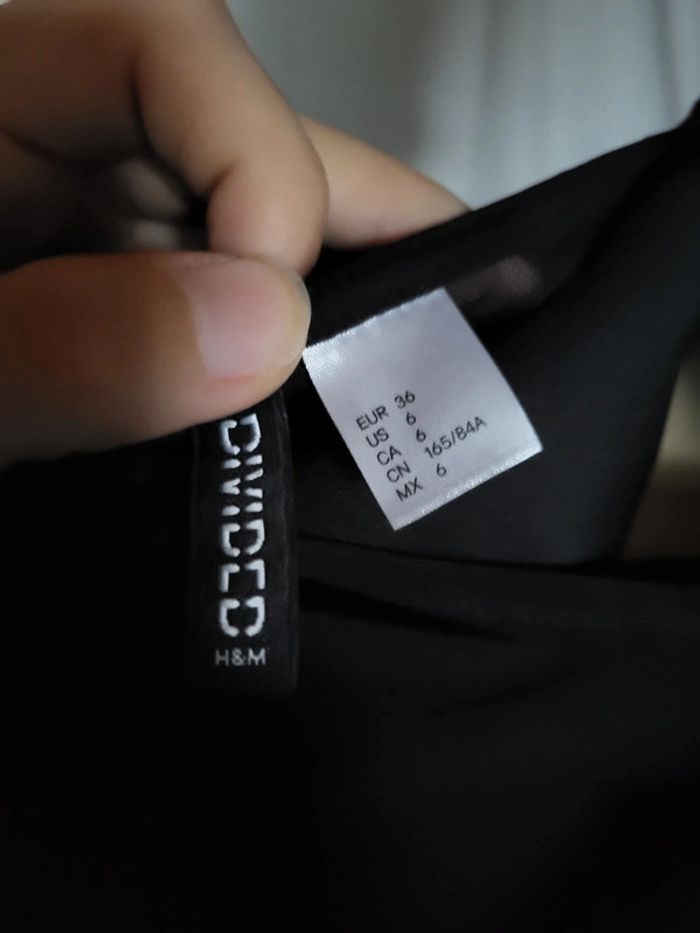 EUR 36
US 6
CA 6
CN 165/84A
MX 6
DIVIDED
H&M